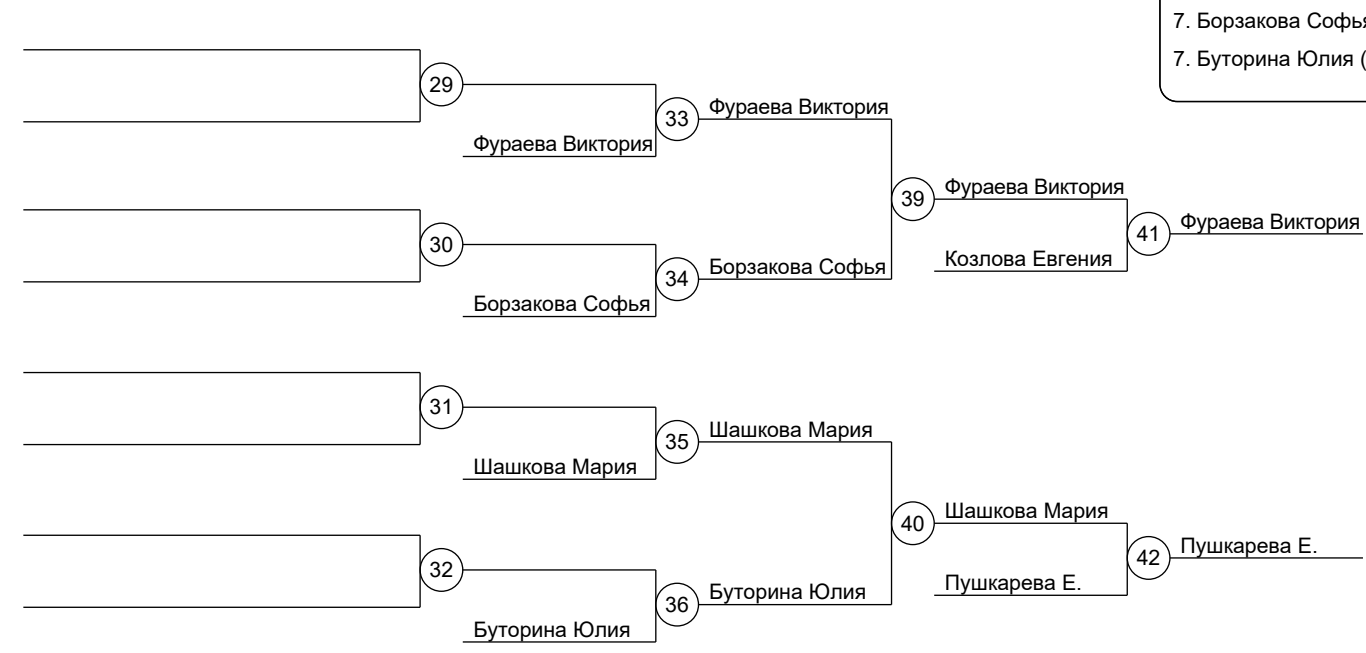 7. Борзакова Софья
7. Буторина Юлия (
29
33
Фураева Виктория
Фураева Виктория
39
Фураева Виктория
41
Фураева Виктория
30
34
Борзакова Софья
Козлова Евгения
Борзакова Софья
31
35
Шашкова Мария
Шашкова Мария
40
Шашкова Мария
42
Пушкарева Е.
32
36
Буторина Юлия
Пушкарева Е.
Буторина Юлия